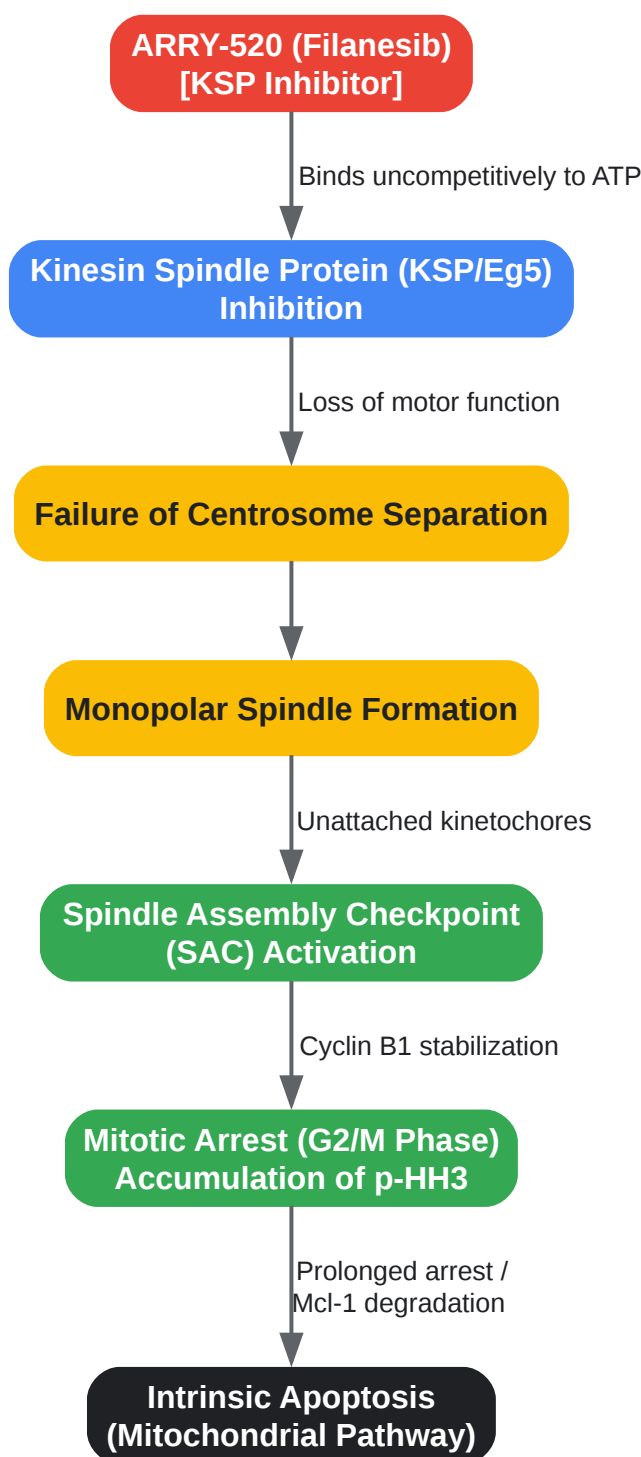 ARRY-520 (Filanesib)
[KSP Inhibitor]
Binds uncompetitively to ATP
Kinesin Spindle Protein (KSP/Eg5)
Inhibition
Loss of motor function
Failure of Centrosome Separation
Monopolar Spindle Formation
Unattached kinetochores
Spindle Assembly Checkpoint
(SAC) Activation
Cyclin B1 stabilization
Mitotic Arrest (G2/M Phase)
Accumulation of p-HH3
Prolonged arrest /
Mcl-1 degradation
Intrinsic Apoptosis
(Mitochondrial Pathway)